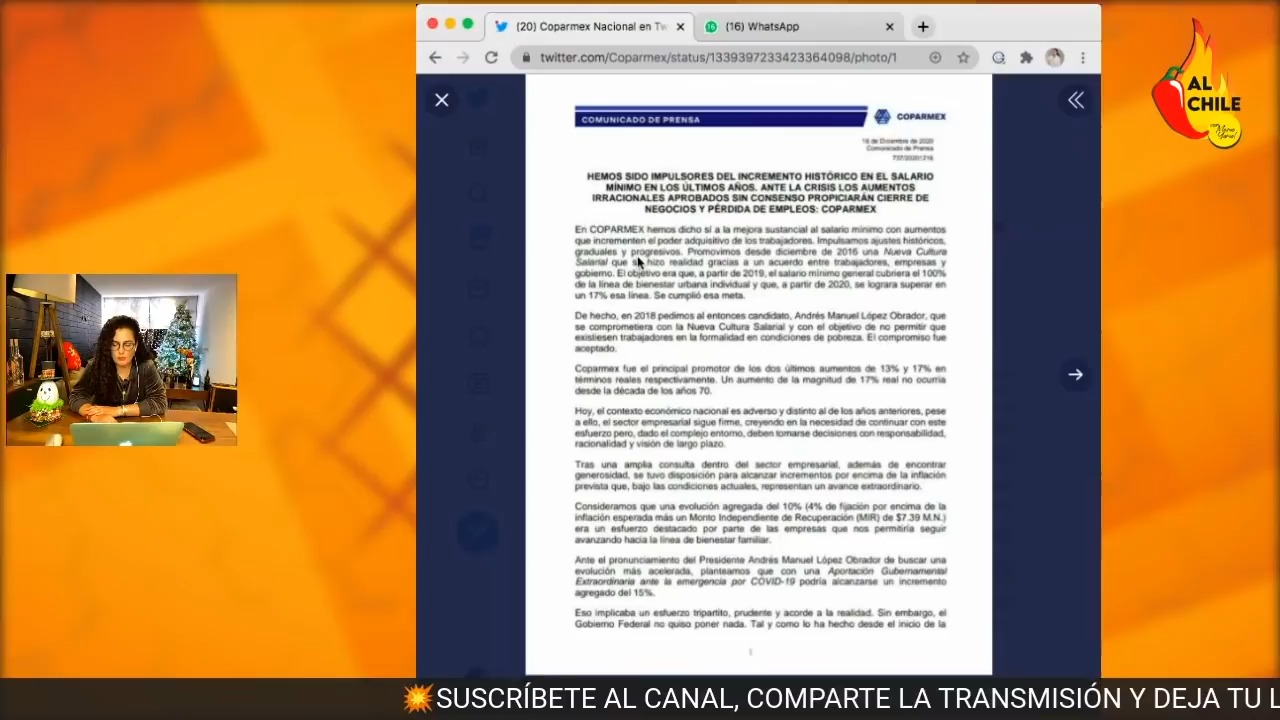 (20) Coparmex Nacional en Tw
(16) WhatsApp
twitter.com/Coparmex/status/1339397233423364098/photo/1
AL
CHILE
COMUNICADO DE PRENSA
COPARMEX
16 de Diciembre de 2020
Comunicado de Prensa
HEMOS SIDO IMPULSORES DEL INCREMENTO HISTÓRICO EN EL SALARIO
MÍNIMO EN LOS ÚLTIMOS AÑOS. ANTE LA CRISIS LOS AUMENTOS
IRRACIONALES APROBADOS SIN CONSENSO PROPICIARÁN CIERRE DE
NEGOCIOS Y PÉRDIDA DE EMPLEOS: COPARMEX
En COPARMEX hemos dicho sí a la mejora sustancial al salario mínimo con aumentos
que incrementen el poder adquisitivo de los trabajadores. Impulsamos ajustes históricos,
graduales y progresivos. Promovimos desde diciembre de 2016 una Nueva Cultura
Salarial que se hizo realidad gracias a un acuerdo entre trabajadores, empresas y
gobierno. El objetivo era que, a partir de 2019, el salario mínimo general cubriera el 100%
de la línea de bienestar urbana individual y que, a partir de 2020, se lograra superar en
un 17% esa línea. Se cumplió esa meta.
De hecho, en 2018 pedimos al entonces candidato, Andrés Manuel López Obrador, que
se comprometiera con la Nueva Cultura Salarial y con el objetivo de no permitir que
existiesen trabajadores en la formalidad en condiciones de pobreza. El compromiso fue
aceptado.
Coparmex fue el principal promotor de los dos últimos aumentos de 13% y 17% en
términos reales respectivamente. Un aumento de la magnitud de 17% real no ocurría
desde la década de los años 70.
Hoy, el contexto económico nacional es adverso y distinto al de los años anteriores, pese
a ello, el sector empresarial sigue firme, creyendo en la necesidad de continuar con este
esfuerzo pero, dado el complejo entorno, deben tomarse decisiones con responsabilidad,
racionalidad y visión de largo plazo.
Tras una amplia consulta dentro del sector empresarial, además de encontrar
generosidad, se tuvo disposición para alcanzar incrementos por encima de la inflación
prevista que, bajo las condiciones actuales, representan un avance extraordinario.
Consideramos que una evolución agregada del 10% (4% de fijación por encima de la
inflación esperada más un Monto Independiente de Recuperación (MIR) de $7.39 M.N.)
era un esfuerzo destacado por parte de las empresas que nos permitiría seguir
avanzando hacia la línea de bienestar familiar.
Ante el pronunciamiento del Presidente Andrés Manuel López Obrador de buscar una
evolución más acelerada, planteamos que con una Aportación Gubernamental
Extraordinaria ante la emergencia por COVID-19 podría alcanzarse un incremento
agregado del 15%.
Eso implicaba un esfuerzo tripartito, prudente y acorde a la realidad. Sin embargo, el
Gobierno Federal no quiso poner nada. Tal y como lo ha hecho desde el inicio de la
SUSCRÍBETE AL CANAL, COMPARTE LA TRANSMISIÓN Y DEJA TU L